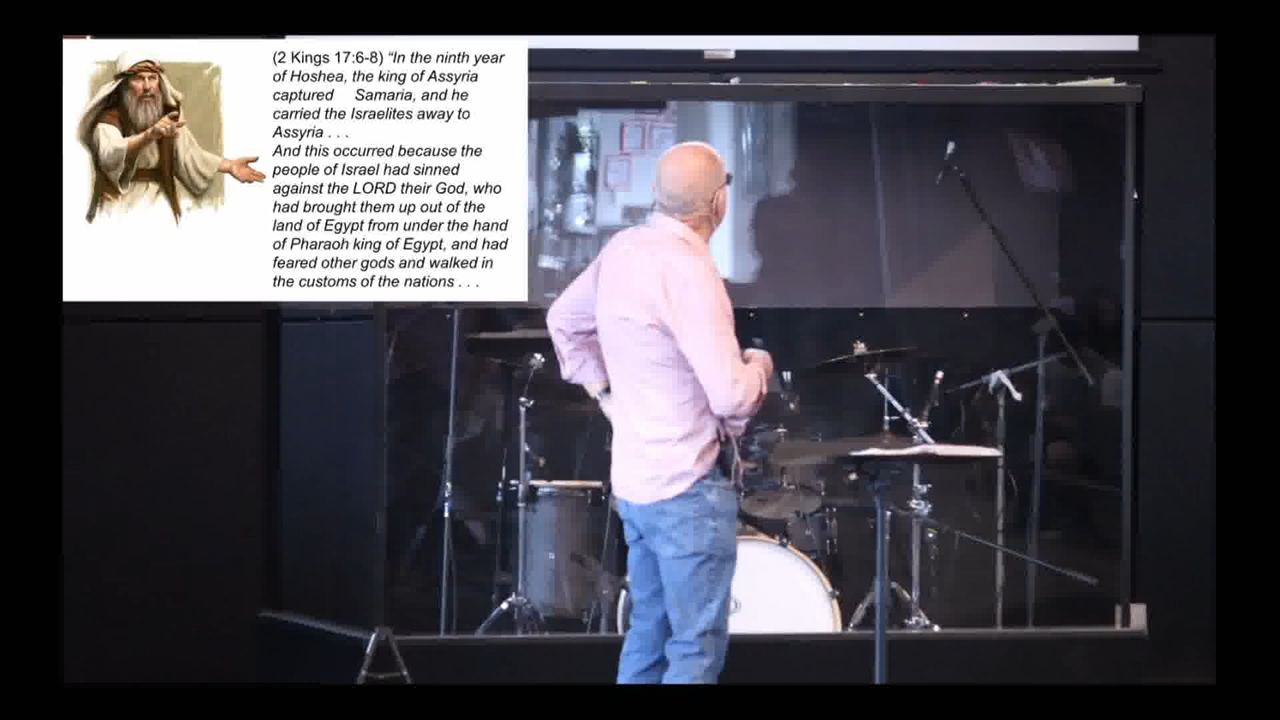 (2 Kings 17:6-8) “In the ninth year
of Hoshea, the king of Assyria
captured Samaria, and he
carried the Israelites away to
Assyria . . .
And this occurred because the
people of Israel had sinned
against the LORD their God, who
had brought them up out of the
land of Egypt from under the hand
of Pharaoh king of Egypt, and had
feared other gods and walked in
the customs of the nations . . .